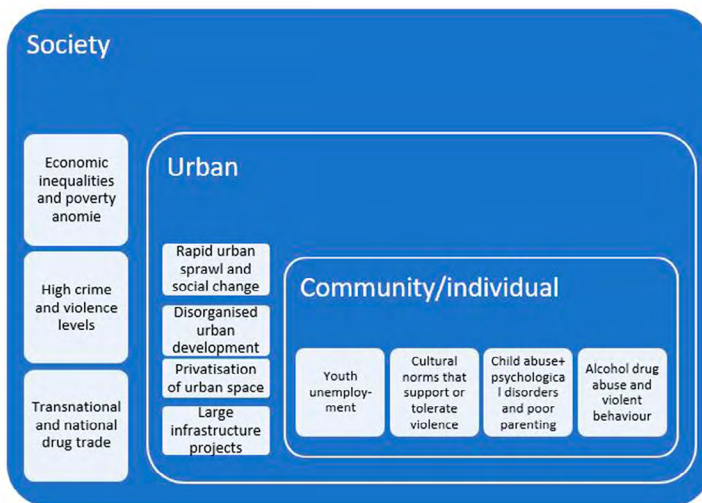 Society
Economic
inequalities
and poverty
anomie
High crime
and violence
levels
Transnational
and national
drug trade
Urban
Rapid urban
sprawl and
social change
Disorganised
urban
development
Privatisation
of urban space
Large
infrastructure
projects
Community/individual
Youth
unemploy-
ment
Cultural
norms that
support or
tolerate
violence
Child abuse+
psychologica
l disorders
and poor
parenting
Alcohol drug
abuse and
violent
behaviour